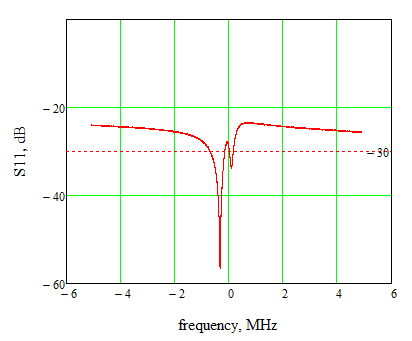 S11, dB
– 20
– 30
– 40
– 60
– 6 – 4 – 2 0 2 4 6
frequency, MHz